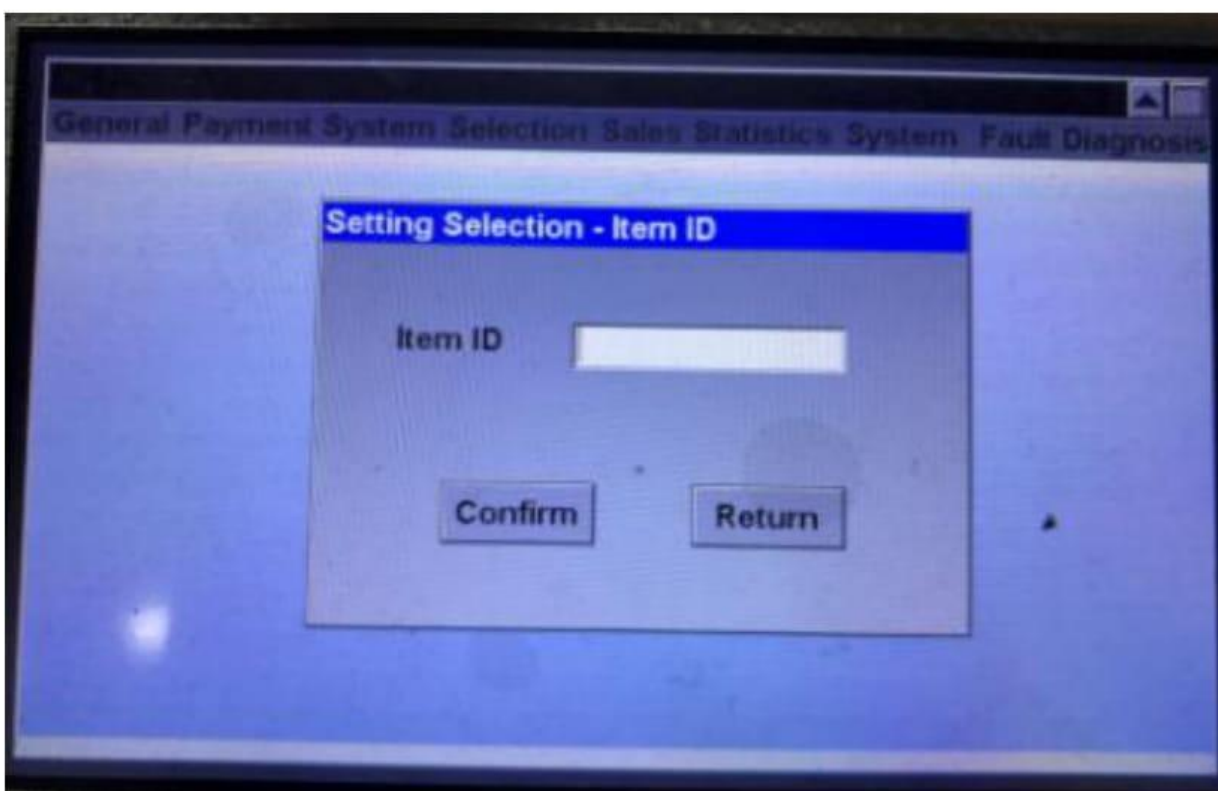 General Payment System Selection Sales Statistics System Fault Diagnosis
Setting Selection - Item ID
Item ID
Confirm Return